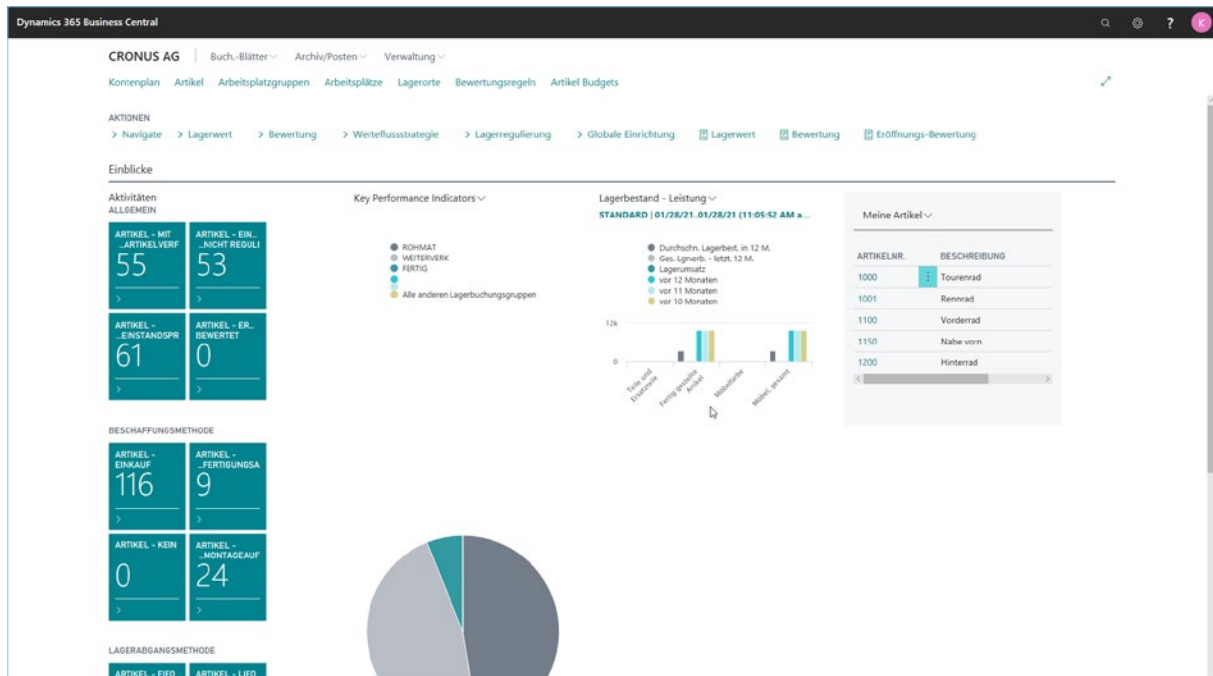 Dynamics 365 Business Central
?
K
CRONUS AG
Buch.-Blätter
Archiv/Posten
Verwaltung
Kontenplan
Artikel
Arbeitsplatzgruppen
Arbeitsplätze
Lagerorte
Bewertungsregeln
Artikel Budgets
AKTIONEN
> Navigate
> Lagerwert
> Bewertung
> Werteflussstrategie
> Lagerregulierung
> Globale Einrichtung
Lagerwert
Bewertung
Eröffnungs-Bewertung
Einblicke
Aktivitäten
ALLGEMEIN
ARTIKEL - MIT
...ARTIKELVERF
55
ARTIKEL - EIN...
...NICHT REGULI
53
ARTIKEL -
...EINSTANDSPR
61
ARTIKEL - ER...
BEWERTET
0
BESCHAFFUNGSMETHODE
ARTIKEL -
EINKAUF
116
ARTIKEL -
...FERTIGUNGSA
9
ARTIKEL - KEIN
0
ARTIKEL -
...MONTAGEAUF
24
LAGERABGANGSMETHODE
ARTIKEL - FIFO
ARTIKEL - LIFO
Key Performance Indicators
ROHMAT
WEITERVERK
FERTIG
Alle anderen Lagerbuchungsgruppen
Lagerbestand - Leistung
STANDARD | 01/28/21..01/28/21 (11:05:52 AM a...
Durchschn. Lagerbest. in 12 M.
Ges. Lgrverb. - letzt. 12 M.
Lagerumsatz
vor 12 Monaten
vor 11 Monaten
vor 10 Monaten
12k
0
Teile und
Ersatzteile
Fertig gestellte
Artikel
Möbelfarbe
Möbel, gesamt
Meine Artikel
ARTIKELNR.
BESCHREIBUNG
1000
Tourenrad
1001
Rennrad
1100
Vorderrad
1150
Nabe vorn
1200
Hinterrad